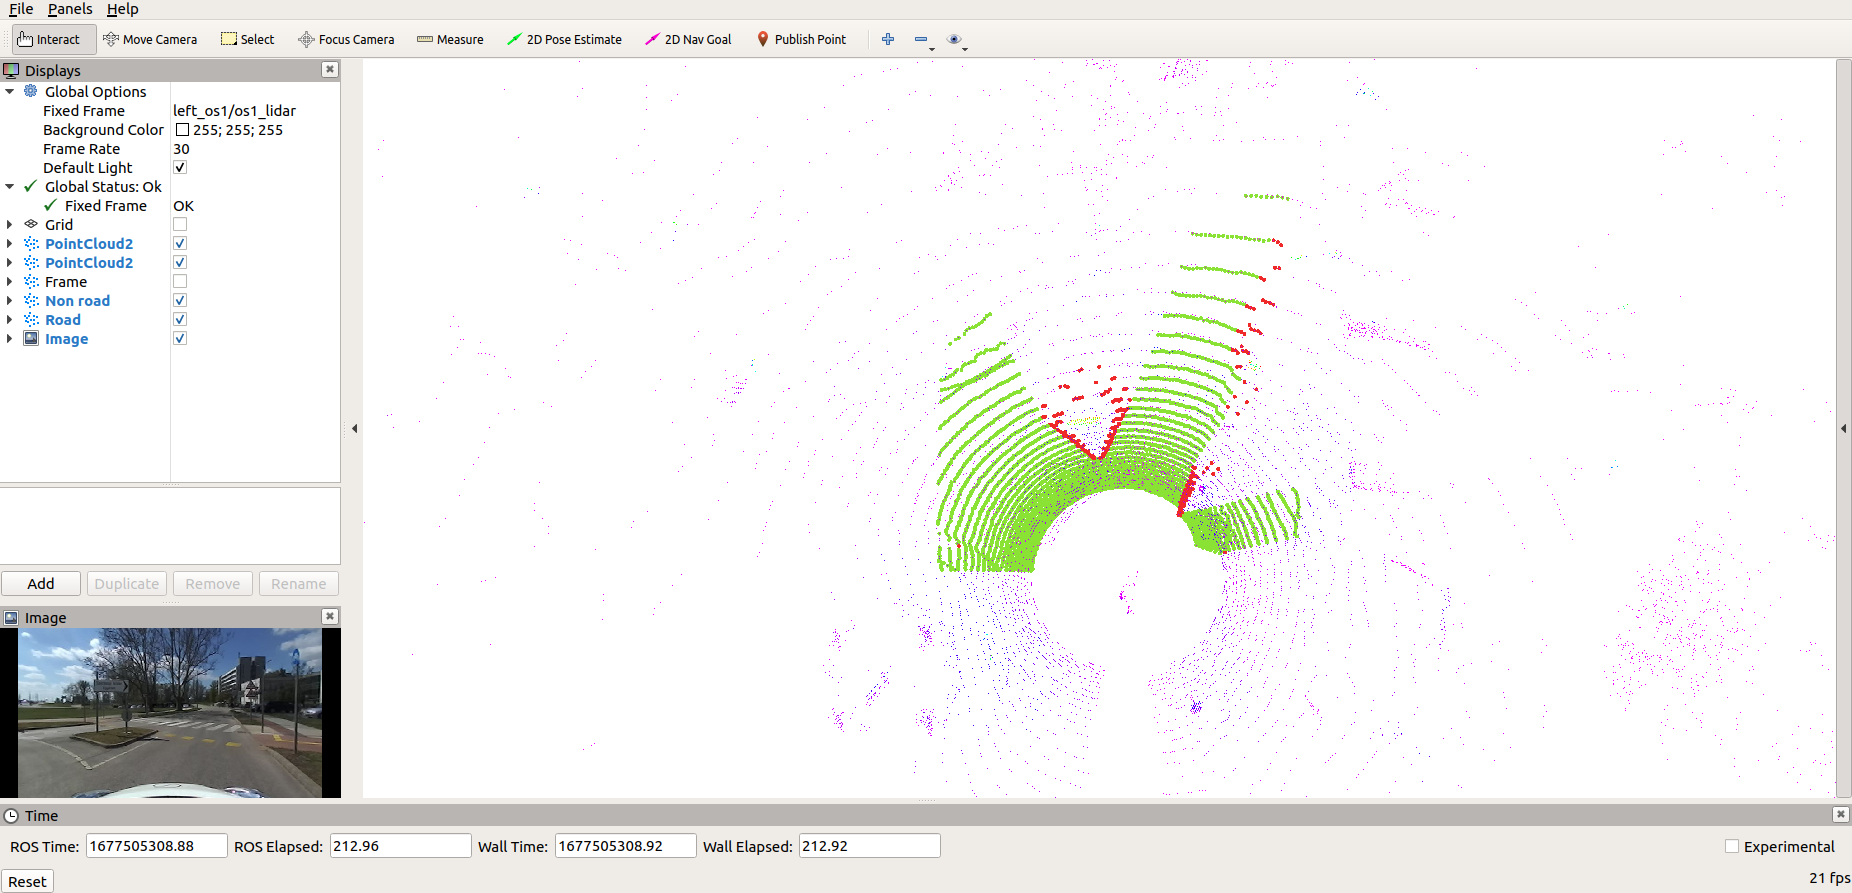 File Panels Help
Interact Move Camera Select Focus Camera Measure 2D Pose Estimate 2D Nav Goal Publish Point
Displays
Global Options
Fixed Frame left_os1/os1_lidar
Background Color 255; 255; 255
Frame Rate 30
Default Light
Global Status: Ok
Fixed Frame OK
Grid
PointCloud2
PointCloud2
Frame
Non road
Road
Image
Add Duplicate Remove Rename
Image
Time
ROS Time: 1677505308.88 ROS Elapsed: 212.96 Wall Time: 1677505308.92 Wall Elapsed: 212.92 Experimental
Reset 21 fps